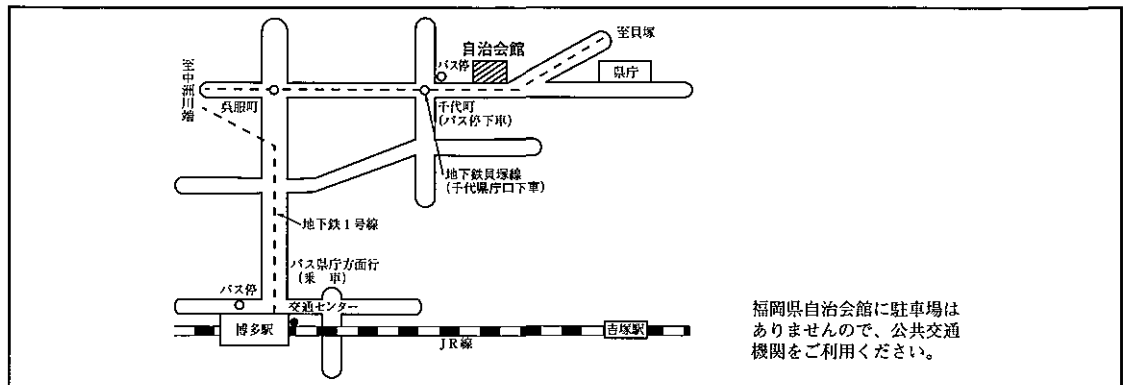 至貝塚
自治会館
バス停
県庁
至中洲川端
呉服町
千代町
(バス停下車)
地下鉄貝塚線
(千代県庁口下車)
地下鉄1号線
バス県庁方面行
(乗 車)
バス停
交通センター
博多駅
吉塚駅
JR線
福岡県自治会館に駐車場は
ありませんので、公共交通
機関をご利用ください。